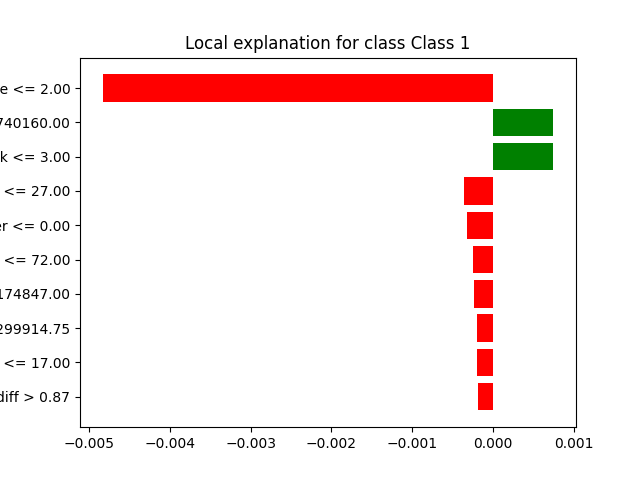 Local explanation for class Class 1
e <= 2.00
740160.00
k <= 3.00
<= 27.00
er <= 0.00
<= 72.00
174847.00
299914.75
<= 17.00
diff > 0.87
−0.005 −0.004 −0.003 −0.002 −0.001 0.000 0.001